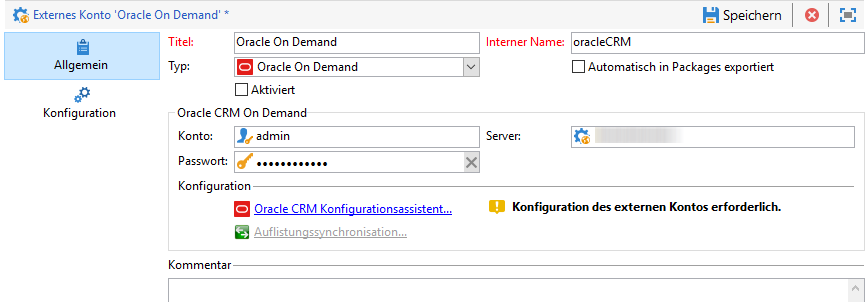 Externes Konto 'Oracle On Demand' * Speichern
Allgemein
Konfiguration
Titel: Oracle On Demand Interner Name: oracleCRM
Typ: Oracle On Demand Automatisch in Packages exportiert
Aktiviert
Oracle CRM On Demand
Konto: admin Server:
Passwort: ••••••••••••
Konfiguration
Oracle CRM Konfigurationsassistent... Konfiguration des externen Kontos erforderlich.
Auflistungssynchronisation...
Kommentar